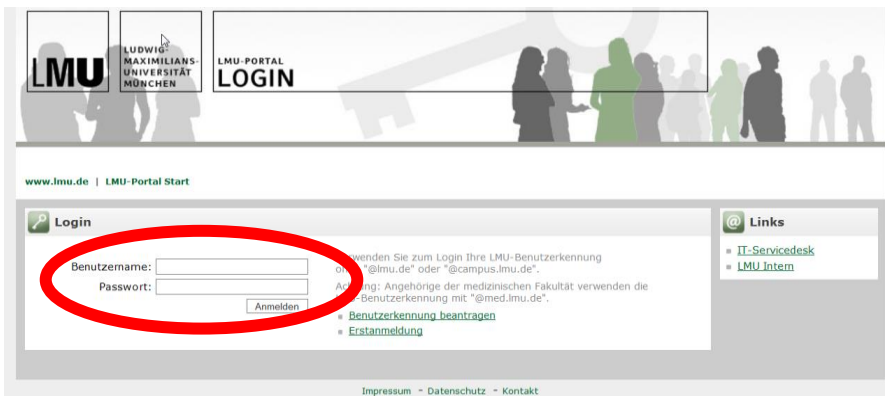 LMU
LUDWIG-
MAXIMILIANS-
UNIVERSITÄT
MÜNCHEN
LMU-PORTAL
LOGIN
www.lmu.de | LMU-Portal Start
Login
Benutzername:
Passwort:
Anmelden
wenden Sie zum Login Ihre LMU-Benutzerkennung
"@lmu.de" oder "@campus.lmu.de".
Angehörige der medizinischen Fakultät verwenden die
Benutzerkennung mit "@med.lmu.de".
Benutzerkennung beantragen
Erstanmeldung
@ Links
IT-Servicedesk
LMU Intern
Impressum - Datenschutz - Kontakt